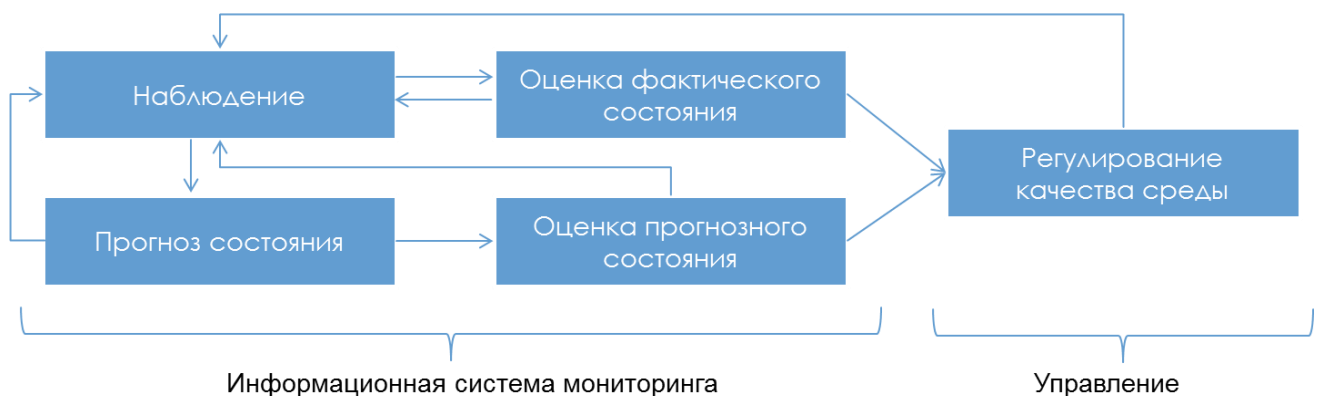 Наблюдение
Оценка фактического
состояния
Регулирование
качества среды
Прогноз состояния
Оценка прогнозного
состояния
Информационная система мониторинга
Управление